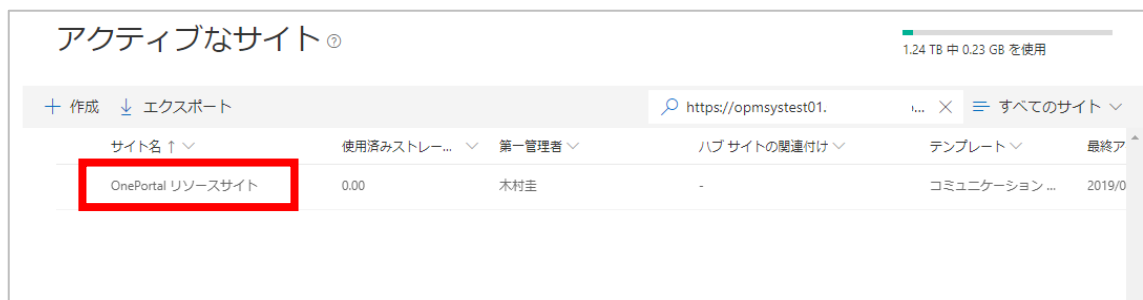 アクティブなサイト
1.24 TB 中 0.23 GB を使用
作成 エクスポート https://opmsystest01. ... すべてのサイト
サイト名 ↑ 使用済みストレー... 第一管理者 ハブ サイトの関連付け テンプレート 最終ア
OnePortal リソースサイト 0.00 木村圭 - コミュニケーション ... 2019/0